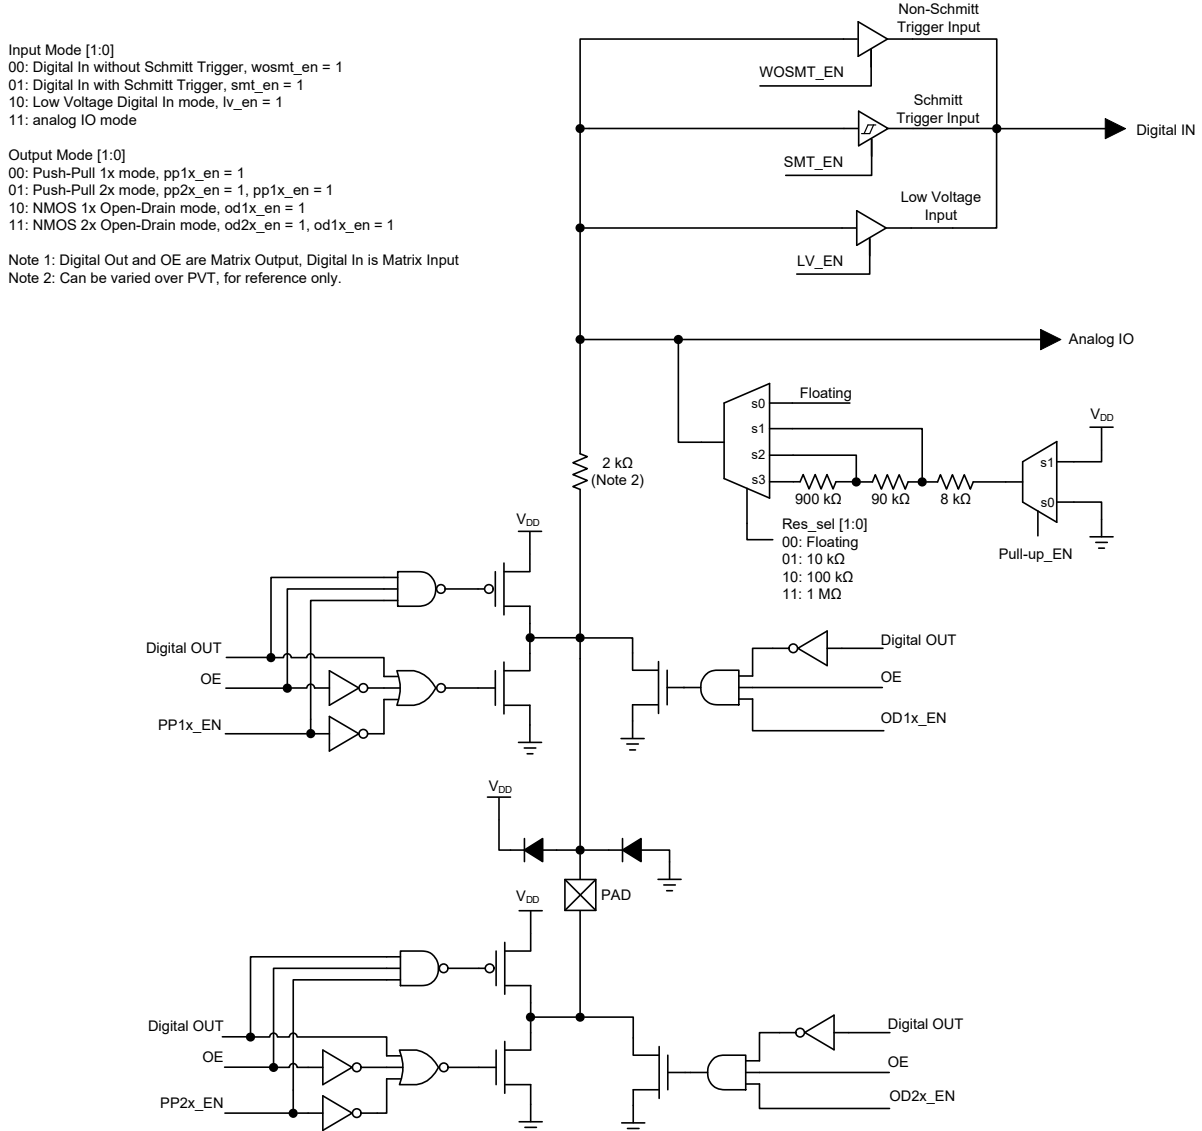 Input Mode [1:0]
00: Digital In without Schmitt Trigger, wosmt_en = 1
01: Digital In with Schmitt Trigger, smt_en = 1
10: Low Voltage Digital In mode, lv_en = 1
11: analog IO mode
Output Mode [1:0]
00: Push-Pull 1x mode, pp1x_en = 1
01: Push-Pull 2x mode, pp2x_en = 1, pp1x_en = 1
10: NMOS 1x Open-Drain mode, od1x_en = 1
11: NMOS 2x Open-Drain mode, od2x_en = 1, od1x_en = 1
Note 1: Digital Out and OE are Matrix Output, Digital In is Matrix Input
Note 2: Can be varied over PVT, for reference only.
Non-Schmitt
Trigger Input
WOSMT_EN
Schmitt
Trigger Input
SMT_EN
Digital IN
Low Voltage
Input
LV_EN
Analog IO
s0
Floating
s1
s2
s3
900 kΩ
90 kΩ
8 kΩ
VDD
s1
s0
Pull-up_EN
Res_sel [1:0]
00: Floating
01: 10 kΩ
10: 100 kΩ
11: 1 MΩ
2 kΩ
(Note 2)
VDD
Digital OUT
OE
PP1x_EN
Digital OUT
OE
OD1x_EN
VDD
PAD
VDD
Digital OUT
OE
PP2x_EN
Digital OUT
OE
OD2x_EN